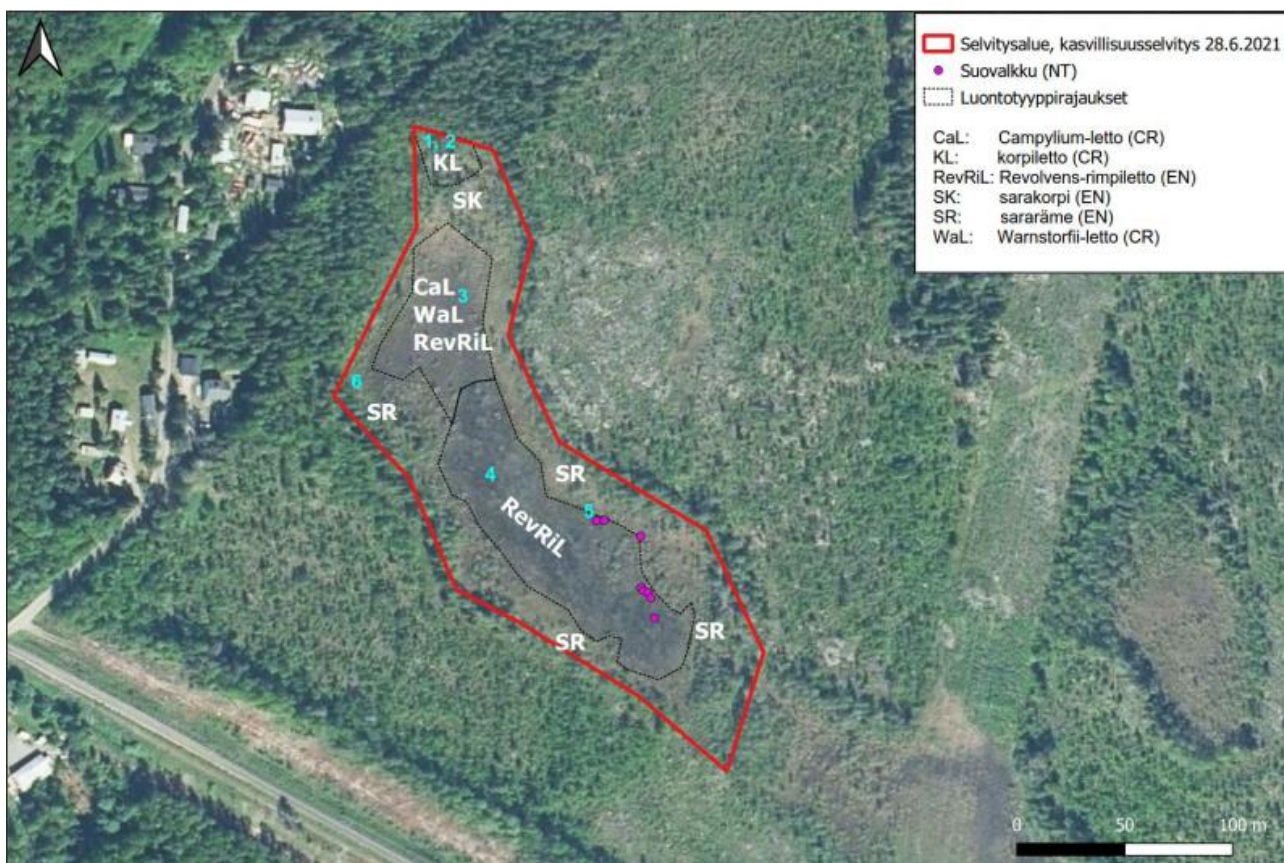 Selvitysalue, kasvillisuusselvitys 28.6.2021
Suovalkku (NT)
Luontotyyppirajaukset
CaL: Campylium-letto (CR)
KL: korpiletto (CR)
RevRiL: Revolvens-rimpiletto (EN)
SK: sarakorpi (EN)
SR: sararäme (EN)
WaL: Warnstorfii-letto (CR)
1, 2
KL
SK
CaL 3
WaL
RevRiL
6
SR
4
SR
5
RevRiL
SR
SR
0 50 100 m